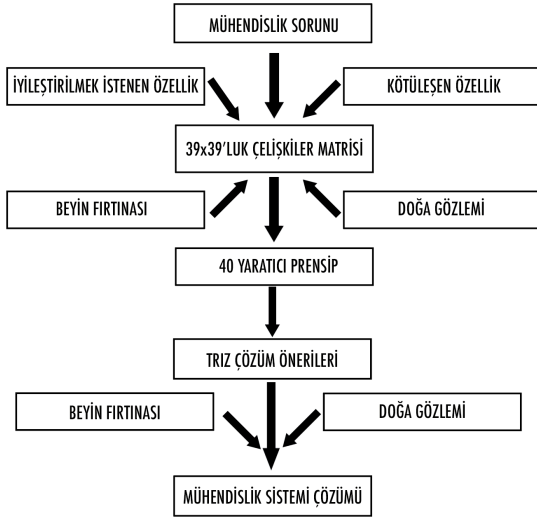 MÜHENDİSLİK SORUNU
İYİLEŞTİRİLMEK İSTENEN ÖZELLİK
KÖTÜLEŞEN ÖZELLİK
39x39'LUK ÇELİŞKİLER MATRİSİ
BEYİN FIRTINASI
DOĞA GÖZLEMİ
40 YARATICI PRENSİP
TRIZ ÇÖZÜM ÖNERİLERİ
BEYİN FIRTINASI
DOĞA GÖZLEMİ
MÜHENDİSLİK SİSTEMİ ÇÖZÜMÜ